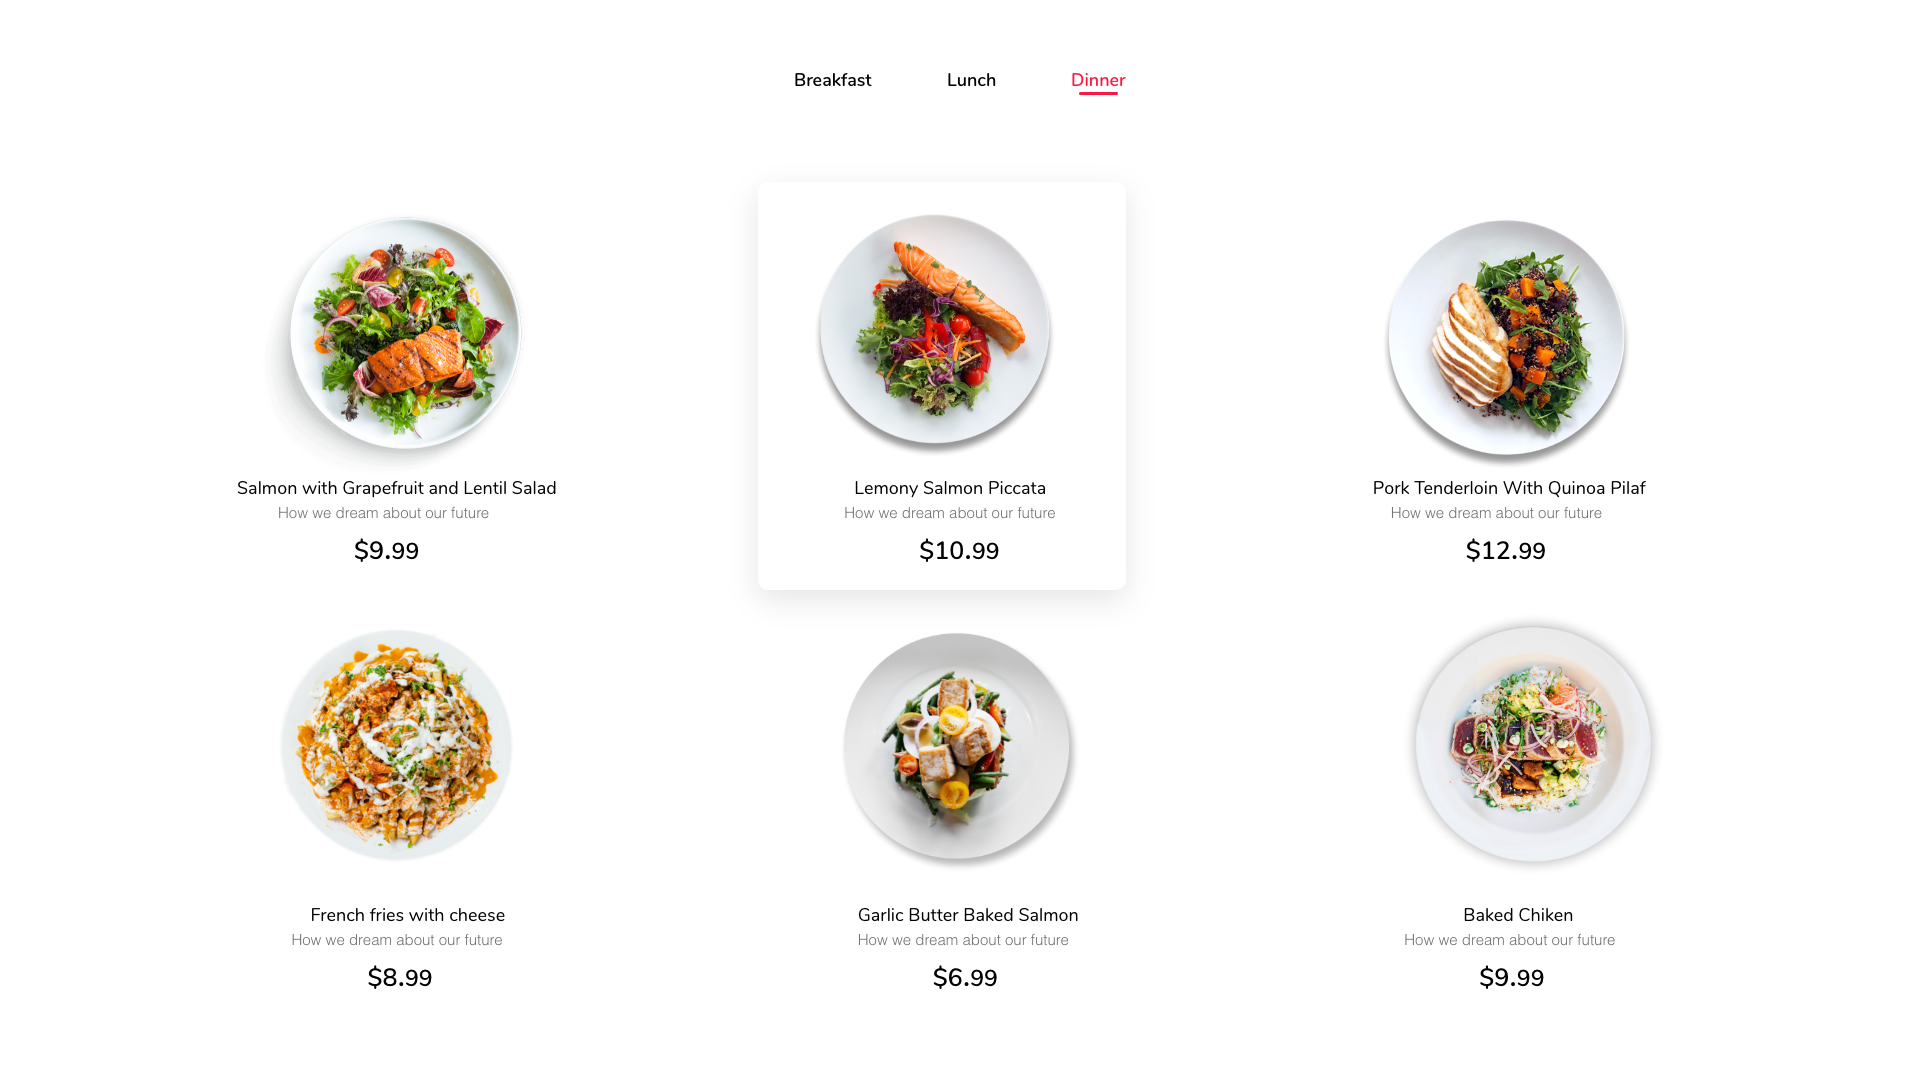 Breakfast
Lunch
Dinner
Salmon with Grapefruit and Lentil Salad
How we dream about our future
$9.99
Lemony Salmon Piccata
How we dream about our future
$10.99
Pork Tenderloin With Quinoa Pilaf
How we dream about our future
$12.99
French fries with cheese
How we dream about our future
$8.99
Garlic Butter Baked Salmon
How we dream about our future
$6.99
Baked Chiken
How we dream about our future
$9.99